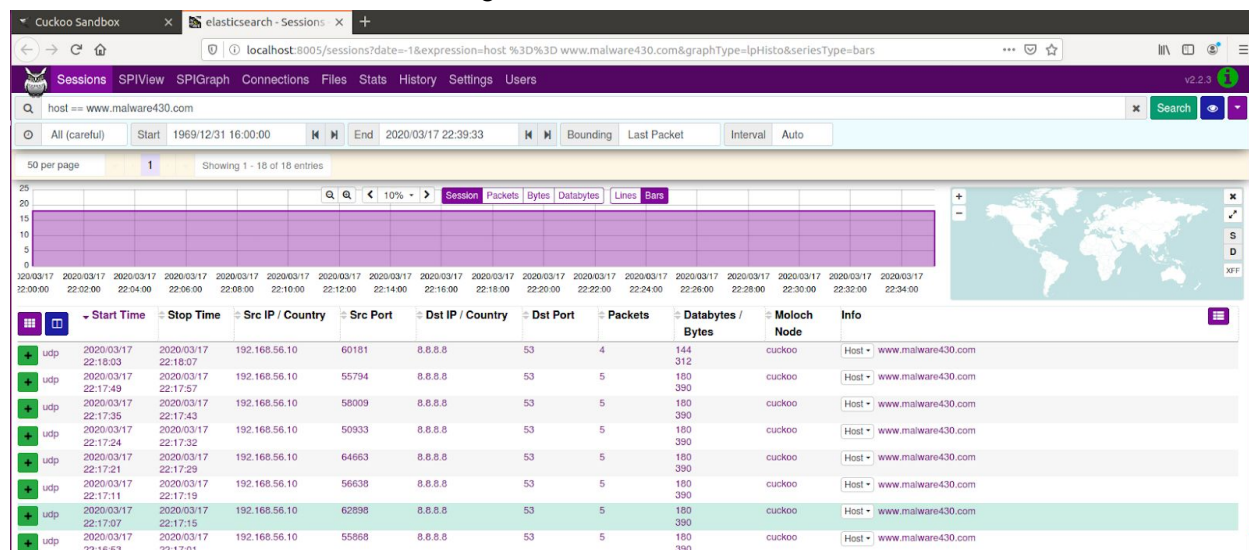 Cuckoo Sandbox × elasticsearch - Sessions × +
localhost:8005/sessions?date=-1&expression=host %3D%3D www.malware430.com&graphType=lpHisto&seriesType=bars
Sessions SPIView SPIGraph Connections Files Stats History Settings Users v2.2.3 i
host == www.malware430.com × Search
All (careful) Start 1969/12/31 16:00:00 End 2020/03/17 22:39:33 Bounding Last Packet Interval Auto
50 per page 1 Showing 1 - 18 of 18 entries
10% Session Packets Bytes Databytes Lines Bars
+ ×
−
S
D
XFF
25
20
15
10
5
0
020/03/17 2020/03/17 2020/03/17 2020/03/17 2020/03/17 2020/03/17 2020/03/17 2020/03/17 2020/03/17 2020/03/17 2020/03/17 2020/03/17 2020/03/17 2020/03/17 2020/03/17 2020/03/17 2020/03/17 2020/03/17
22:00:00 22:02:00 22:04:00 22:06:00 22:08:00 22:10:00 22:12:00 22:14:00 22:16:00 22:18:00 22:20:00 22:22:00 22:24:00 22:26:00 22:28:00 22:30:00 22:32:00 22:34:00
Start Time Stop Time Src IP / Country Src Port Dst IP / Country Dst Port Packets Databytes / Moloch Info
Bytes Node
+ udp 2020/03/17 2020/03/17 192.168.56.10 60181 8.8.8.8 53 4 144 cuckoo Host www.malware430.com
22:18:03 22:18:07 312
+ udp 2020/03/17 2020/03/17 192.168.56.10 55794 8.8.8.8 53 5 180 cuckoo Host www.malware430.com
22:17:49 22:17:57 390
+ udp 2020/03/17 2020/03/17 192.168.56.10 58009 8.8.8.8 53 5 180 cuckoo Host www.malware430.com
22:17:35 22:17:43 390
+ udp 2020/03/17 2020/03/17 192.168.56.10 50933 8.8.8.8 53 5 180 cuckoo Host www.malware430.com
22:17:24 22:17:32 390
+ udp 2020/03/17 2020/03/17 192.168.56.10 64663 8.8.8.8 53 5 180 cuckoo Host www.malware430.com
22:17:21 22:17:29 390
+ udp 2020/03/17 2020/03/17 192.168.56.10 56638 8.8.8.8 53 5 180 cuckoo Host www.malware430.com
22:17:11 22:17:19 390
+ udp 2020/03/17 2020/03/17 192.168.56.10 62898 8.8.8.8 53 5 180 cuckoo Host www.malware430.com
22:17:07 22:17:15 390
+ udp 2020/03/17 2020/03/17 192.168.56.10 55868 8.8.8.8 53 5 180 cuckoo Host www.malware430.com